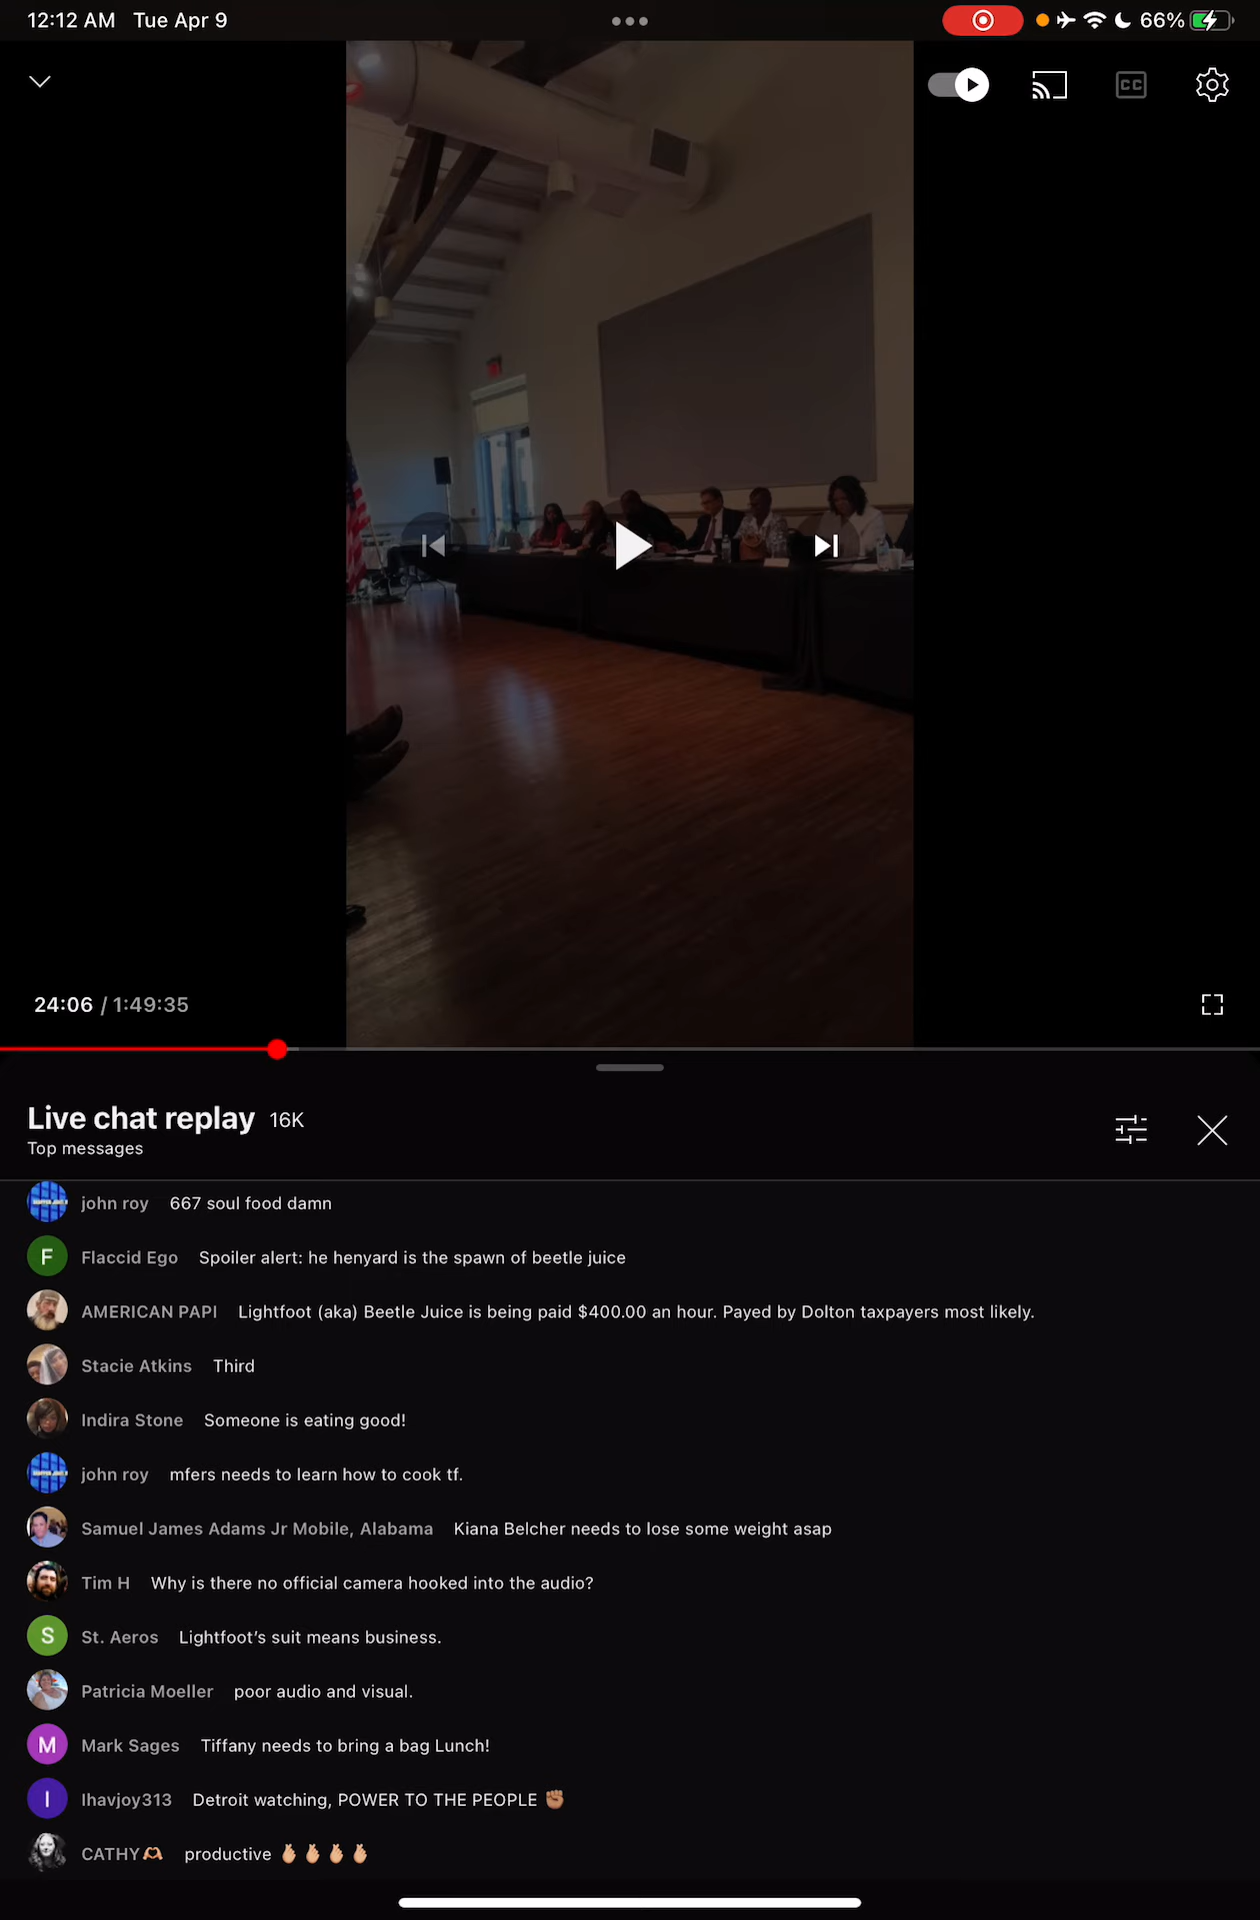 12:12 AM Tue Apr 9
66%
CC
24:06 / 1:49:35
Live chat replay 16K
Top messages
john roy 667 soul food damn
F Flaccid Ego Spoiler alert: he henyard is the spawn of beetle juice
AMERICAN PAPI Lightfoot (aka) Beetle Juice is being paid $400.00 an hour. Payed by Dolton taxpayers most likely.
Stacie Atkins Third
Indira Stone Someone is eating good!
john roy mfers needs to learn how to cook tf.
Samuel James Adams Jr Mobile, Alabama Kiana Belcher needs to lose some weight asap
Tim H Why is there no official camera hooked into the audio?
S St. Aeros Lightfoot's suit means business.
Patricia Moeller poor audio and visual.
M Mark Sages Tiffany needs to bring a bag Lunch!
I Ihavjoy313 Detroit watching, POWER TO THE PEOPLE ✊🏽
CATHY🫶🏽 productive 🫰🏼🫰🏼🫰🏼🫰🏼